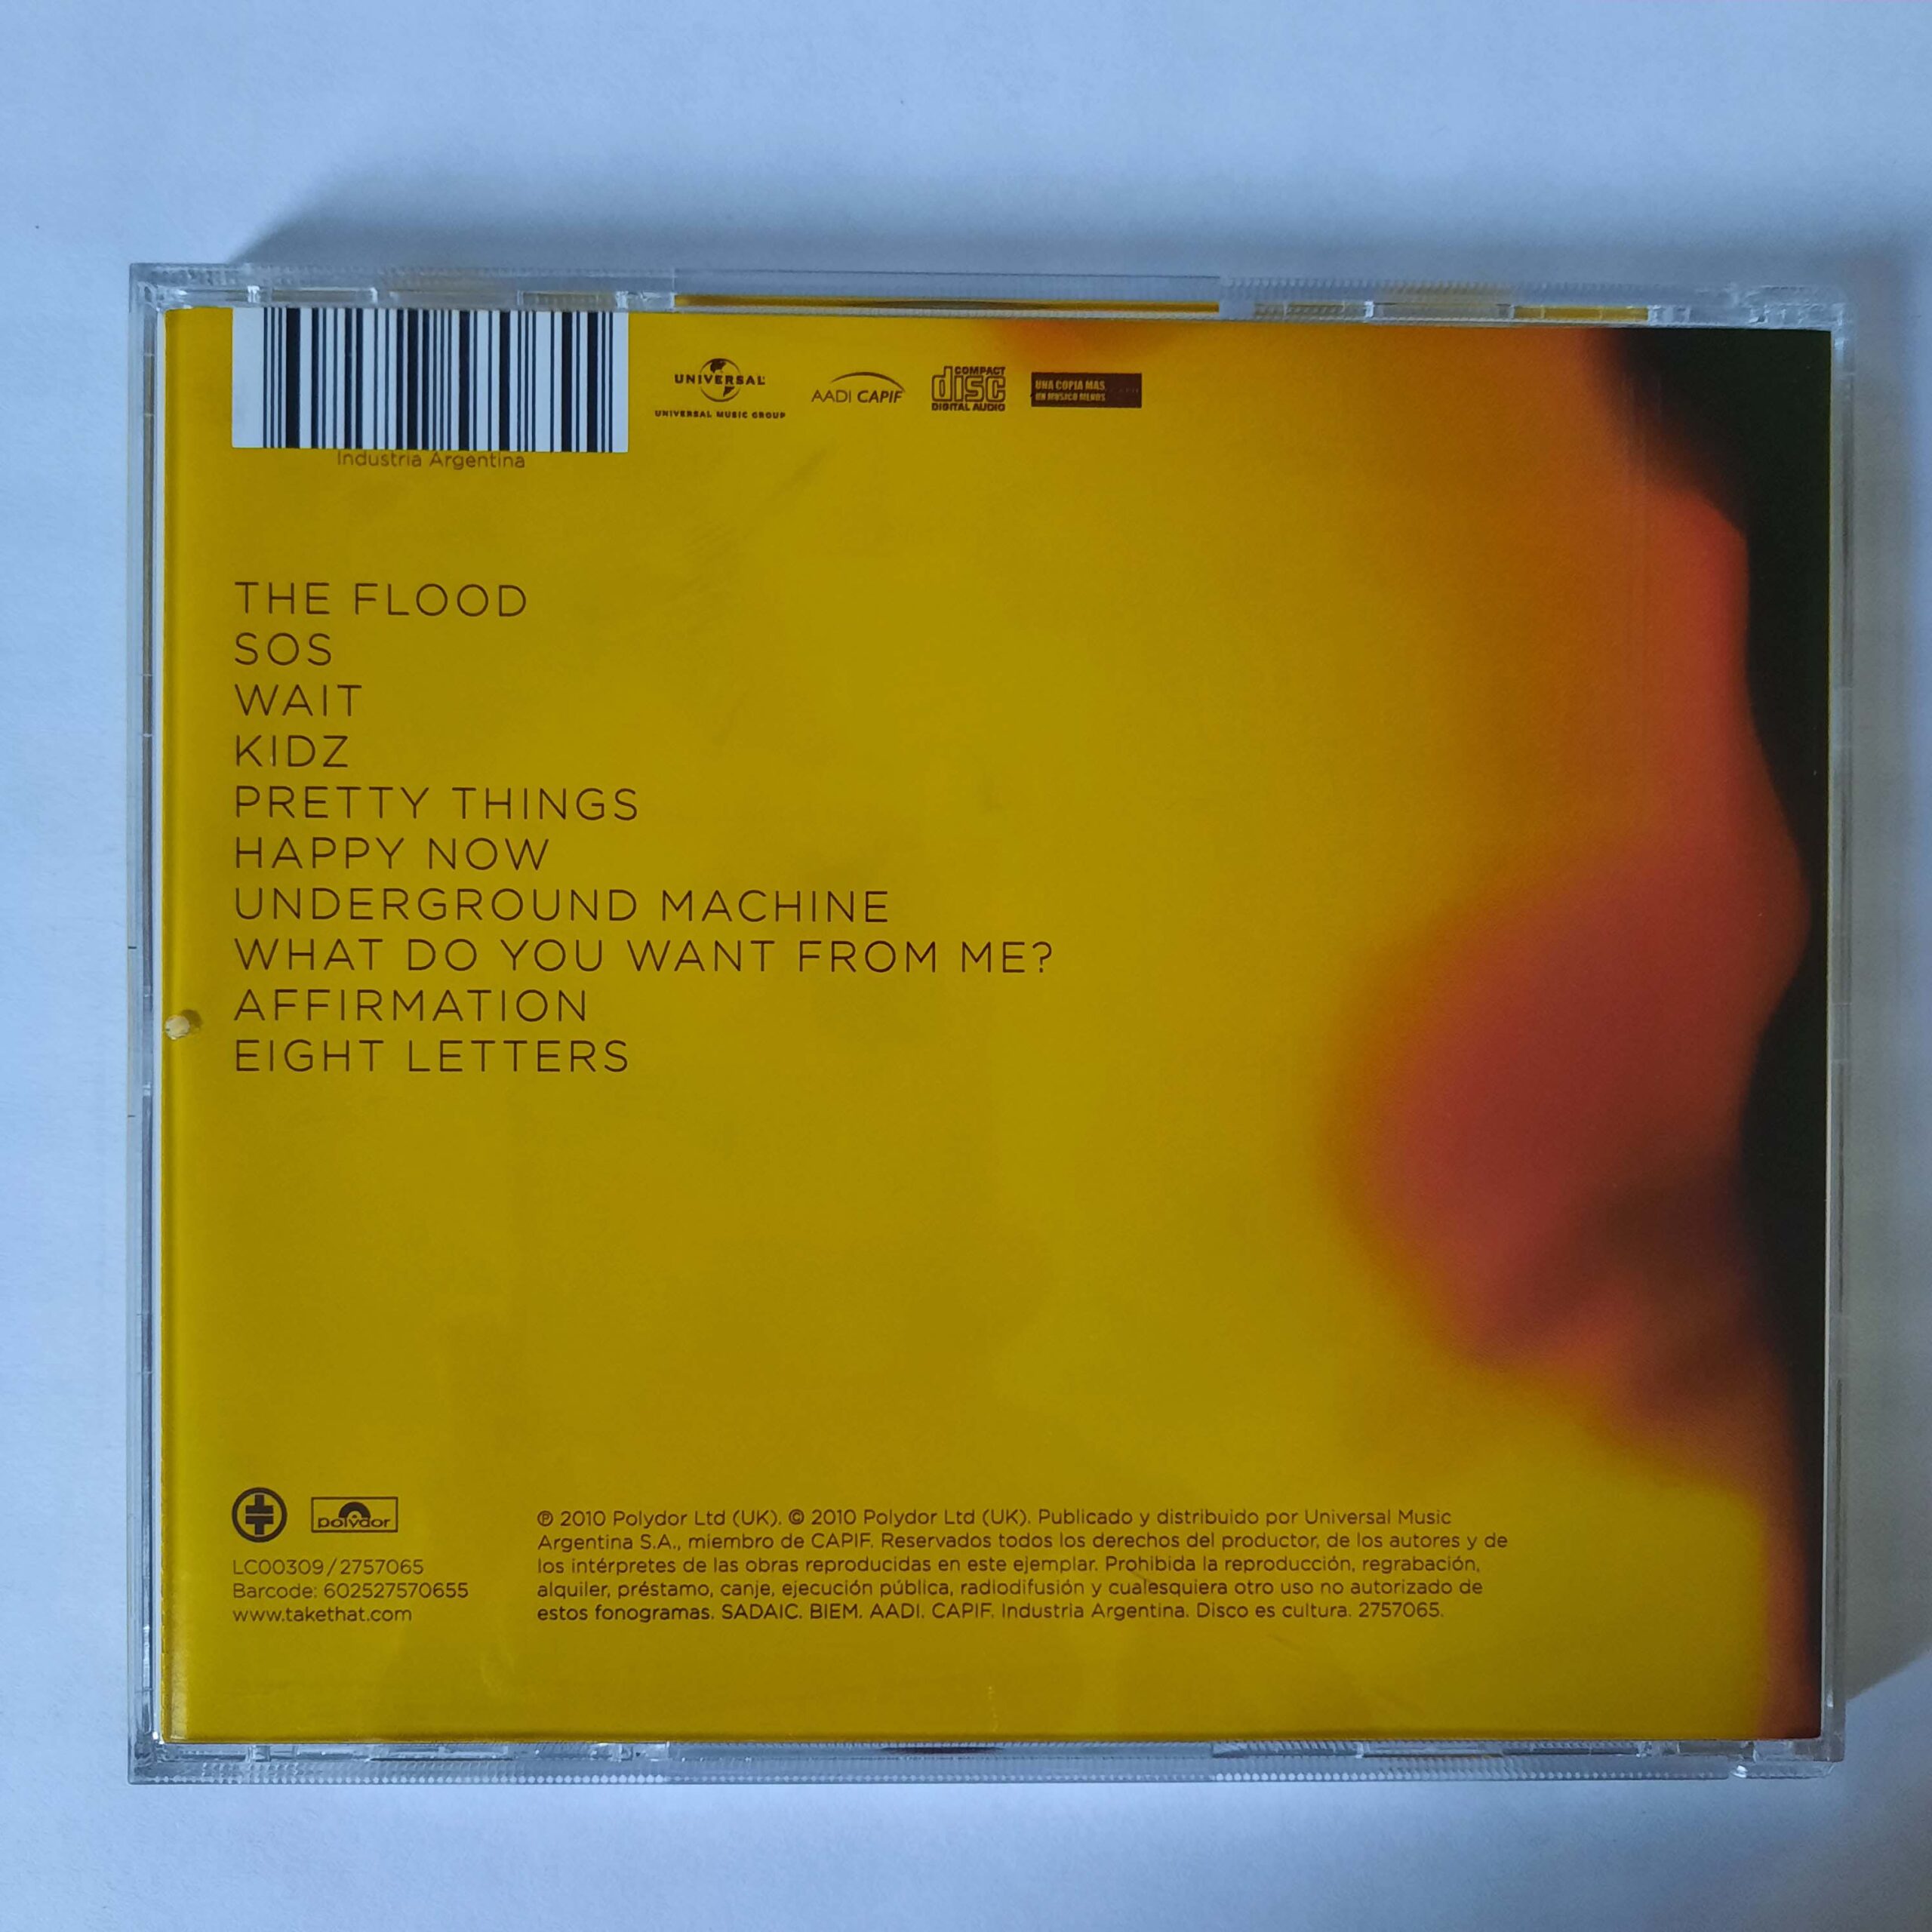 UNIVERSAL
UNIVERSAL MUSIC GROUP
AADI CAPIF
COMPACT
disc
DIGITAL AUDIO
UNA COPIA MAS
UN MUSICO MENOS
Industria Argentina
THE FLOOD
SOS
WAIT
KIDZ
PRETTY THINGS
HAPPY NOW
UNDERGROUND MACHINE
WHAT DO YOU WANT FROM ME?
AFFIRMATION
EIGHT LETTERS
polydor
LC00309/2757065
Barcode: 602527570655
www.takethat.com
℗ 2010 Polydor Ltd (UK). © 2010 Polydor Ltd (UK). Publicado y distribuido por Universal Music
Argentina S.A., miembro de CAPIF. Reservados todos los derechos del productor, de los autores y de
los intérpretes de las obras reproducidas en este ejemplar. Prohibida la reproducción, regrabación,
alquiler, préstamo, canje, ejecución pública, radiodifusión y cualesquiera otro uso no autorizado de
estos fonogramas. SADAIC. BIEM. AADI. CAPIF. Industria Argentina. Disco es cultura. 2757065.